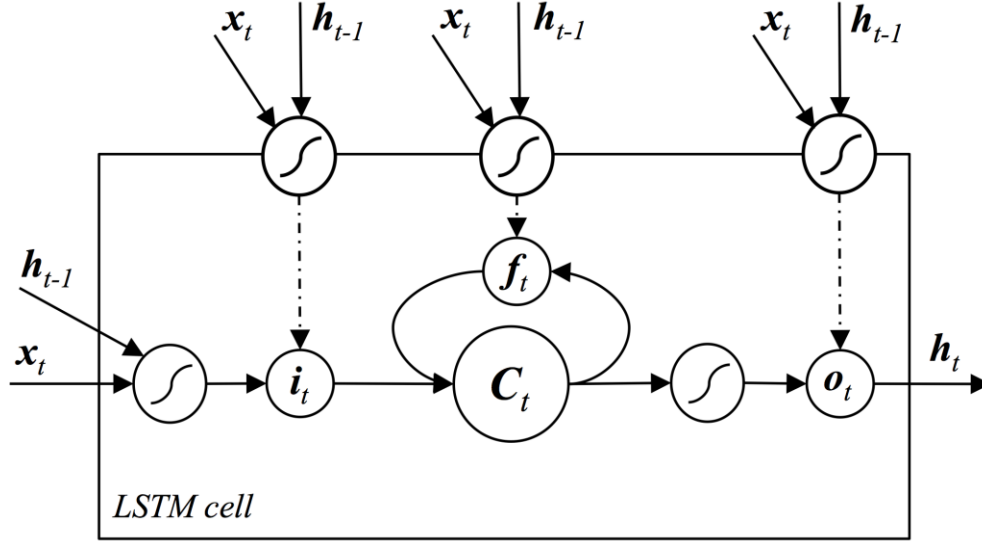 x_t h_{t-1} x_t h_{t-1} x_t h_{t-1}
f_t
h_{t-1}
x_t i_t C_t o_t h_t
LSTM cell